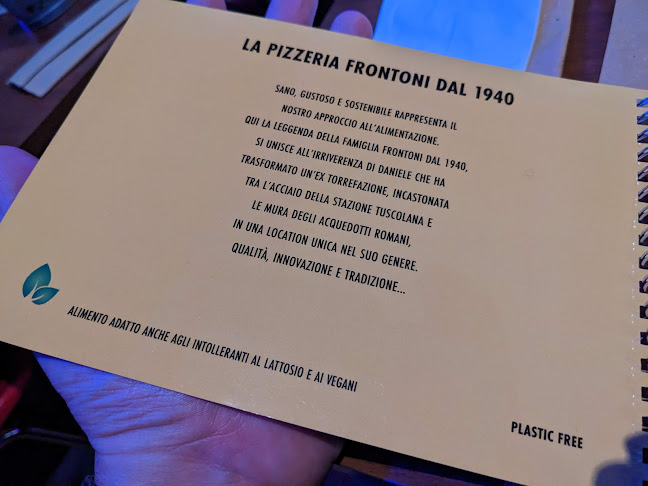 LA PIZZERIA FRONTONI DAL 1940
SANO, GUSTOSO E SOSTENIBILE RAPPRESENTA IL
NOSTRO APPROCCIO ALL'ALIMENTAZIONE.
QUI LA LEGGENDA DELLA FAMIGLIA FRONTONI DAL 1940,
SI UNISCE ALL'IRRIVERENZA DI DANIELE CHE HA
TRASFORMATO UN'EX TORREFAZIONE, INCASTONATA
TRA L'ACCIAIO DELLA STAZIONE TUSCOLANA E
LE MURA DEGLI ACQUEDOTTI ROMANI,
IN UNA LOCATION UNICA NEL SUO GENERE.
QUALITÀ, INNOVAZIONE E TRADIZIONE...
ALIMENTO ADATTO ANCHE AGLI INTOLLERANTI AL LATTOSIO E AI VEGANI
PLASTIC FREE